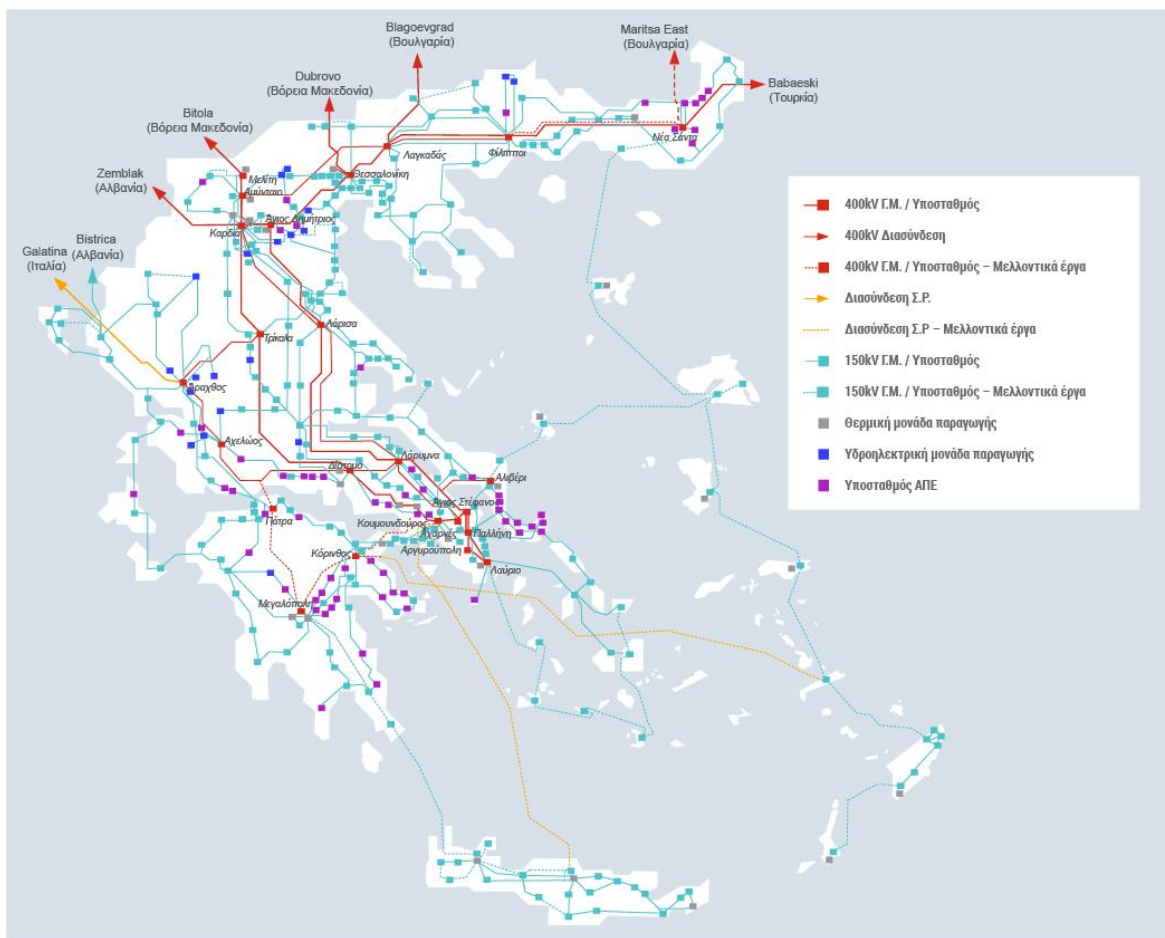 Blagoevgrad
(Βουλγαρία)
Maritsa East
(Βουλγαρία)
Dubrovo
(Βόρεια Μακεδονία)
Babaeski
(Τουρκία)
Bitola
(Βόρεια Μακεδονία)
Zemblak
(Αλβανία)
Bistrica
(Αλβανία)
Galatina
(Ιταλία)
Νέα Σάντα
Φίλιπποι
Λαγκαδάς
Θεσσαλονίκη
Μελίτη
Αμύνταιο
Άγιος Δημήτριος
Καρδιά
Λάρισα
Τρίκαλα
Άραχθος
Αχελώος
Δίστομο
Λάρυμνα
Αλιβέρι
Άγιος Στέφανος
Κουμουνδούρος
Αχαρνές
Παλλήνη
Αργυρούπολη
Λαύριο
Πάτρα
Κόρινθος
Μεγαλόπολη
400kV Γ.Μ. / Υποσταθμός
400kV Διασύνδεση
400kV Γ.Μ. / Υποσταθμός – Μελλοντικά έργα
Διασύνδεση Σ.Ρ.
Διασύνδεση Σ.Ρ – Μελλοντικά έργα
150kV Γ.Μ. / Υποσταθμός
150kV Γ.Μ. / Υποσταθμός – Μελλοντικά έργα
Θερμική μονάδα παραγωγής
Υδροηλεκτρική μονάδα παραγωγής
Υποσταθμός ΑΠΕ